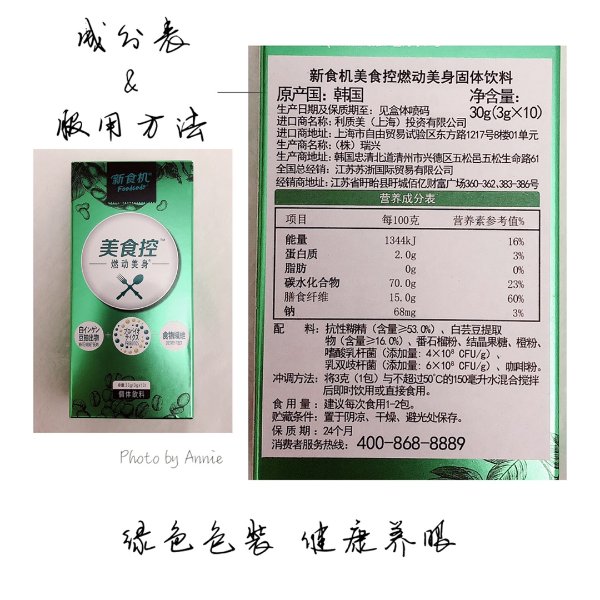 成分表
&
服用方法
新食机
Foodcode
美食控™
燃动美身
白インゲン
豆抽出物
食物繊維
固体饮料
Photo by Annie
新食机美食控燃动美身固体饮料
原产国：韩国 净含量：
30g(3g×10)
生产日期及保质期至：见盒体喷码
进口商名称：利质美（上海）投资有限公司
进口商地址：上海市自由贸易试验区东方路1217号8楼01单元
生产商名称：（株）瑞兴
生产商地址：韩国忠清北道清州市兴德区五松邑五松生命路61
全国总经销：江苏苏浙国际贸易有限公司
经销商地址：江苏省盱眙县盱城佰亿财富广场360-362.383-386号
营养成分表
项目 每100克 营养素参考值%
能量 1344kJ 16%
蛋白质 2.0g 3%
脂肪 0g 0%
碳水化合物 70.0g 23%
膳食纤维 15.0g 60%
钠 68mg 3%
配 料：抗性糊精（含量≥53.0%）、白芸豆提取
物（含量≥16.0%）、番石榴粉、结晶果糖、橙粉、
嗜酸乳杆菌（添加量：4×10⁸ CFU/g）、
乳双歧杆菌（添加量：6×10⁸ CFU/g）、咖啡粉。
冲调方法：将3克（1包）与不超过50℃的150毫升水混合搅拌
后即时饮用或直接食用。
食 用 量：建议每次食用1-2包。
贮藏条件：置于阴凉、干燥、避光处保存。
保 质 期：24个月
消费者服务热线：400-868-8889
绿色包装 健康养眼